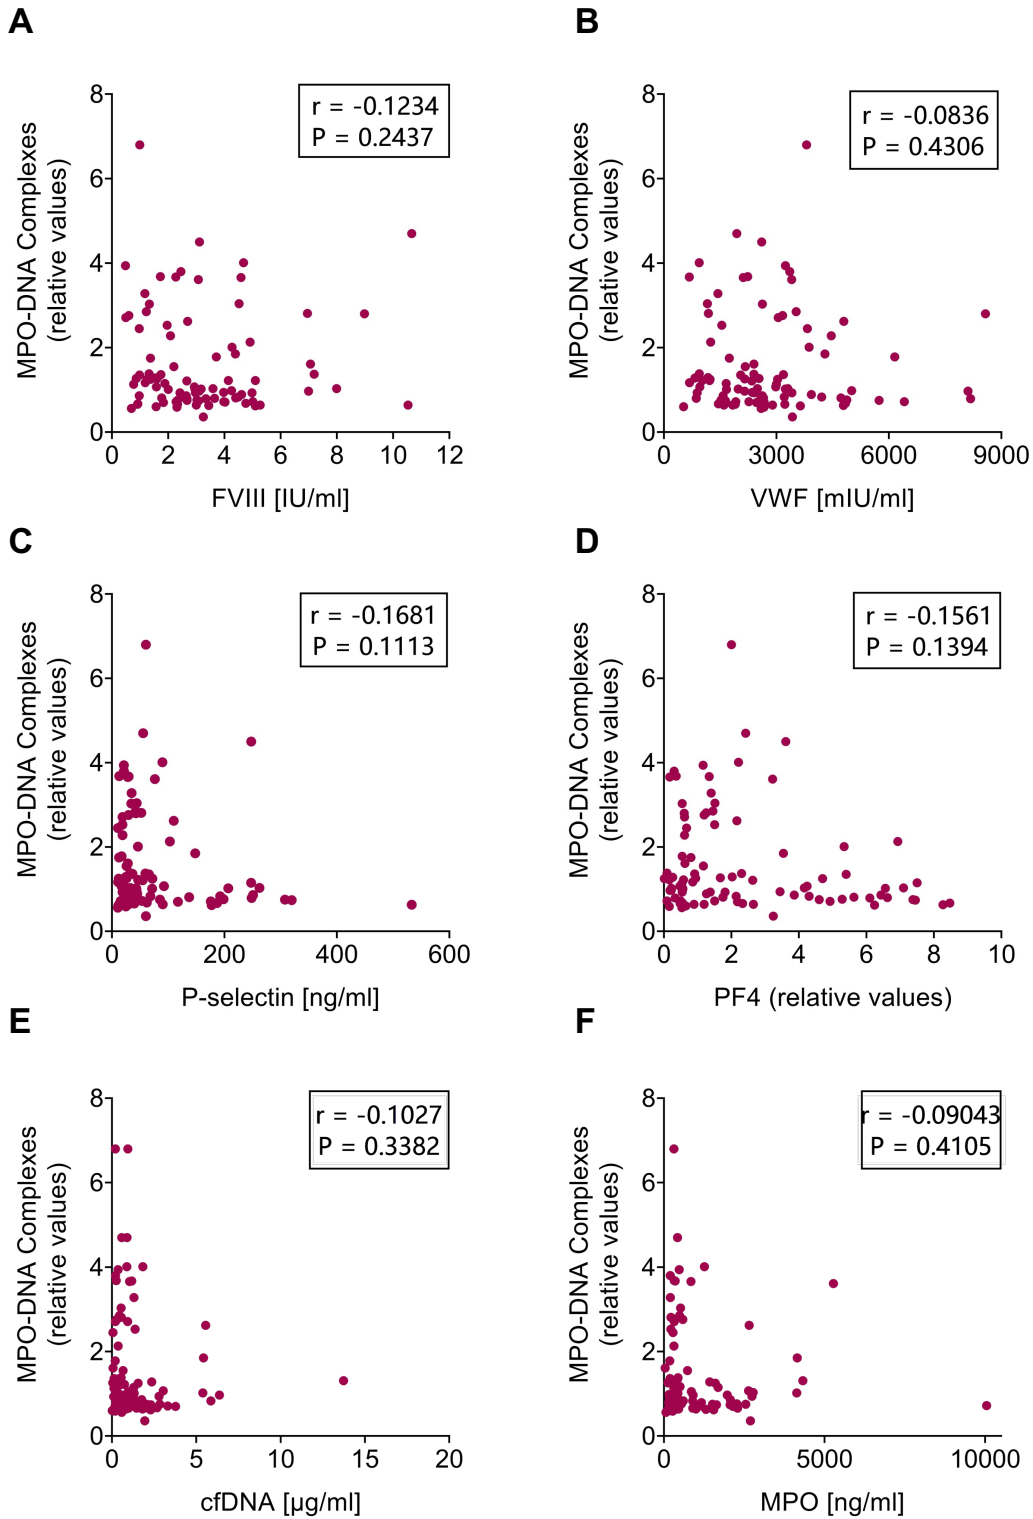 A
B
MPO-DNA Complexes
(relative values)
8
6
4
2
0
r = -0.1234
P = 0.2437
0 2 4 6 8 10 12
FVIII [IU/ml]
MPO-DNA Complexes
(relative values)
8
6
4
2
0
r = -0.0836
P = 0.4306
0 3000 6000 9000
VWF [mIU/ml]
C
D
MPO-DNA Complexes
(relative values)
8
6
4
2
0
r = -0.1681
P = 0.1113
0 200 400 600
P-selectin [ng/ml]
MPO-DNA Complexes
(relative values)
8
6
4
2
0
r = -0.1561
P = 0.1394
0 2 4 6 8 10
PF4 (relative values)
E
F
MPO-DNA Complexes
(relative values)
8
6
4
2
0
r = -0.1027
P = 0.3382
0 5 10 15 20
cfDNA [µg/ml]
MPO-DNA Complexes
(relative values)
8
6
4
2
0
r = -0.09043
P = 0.4105
0 5000 10000
MPO [ng/ml]